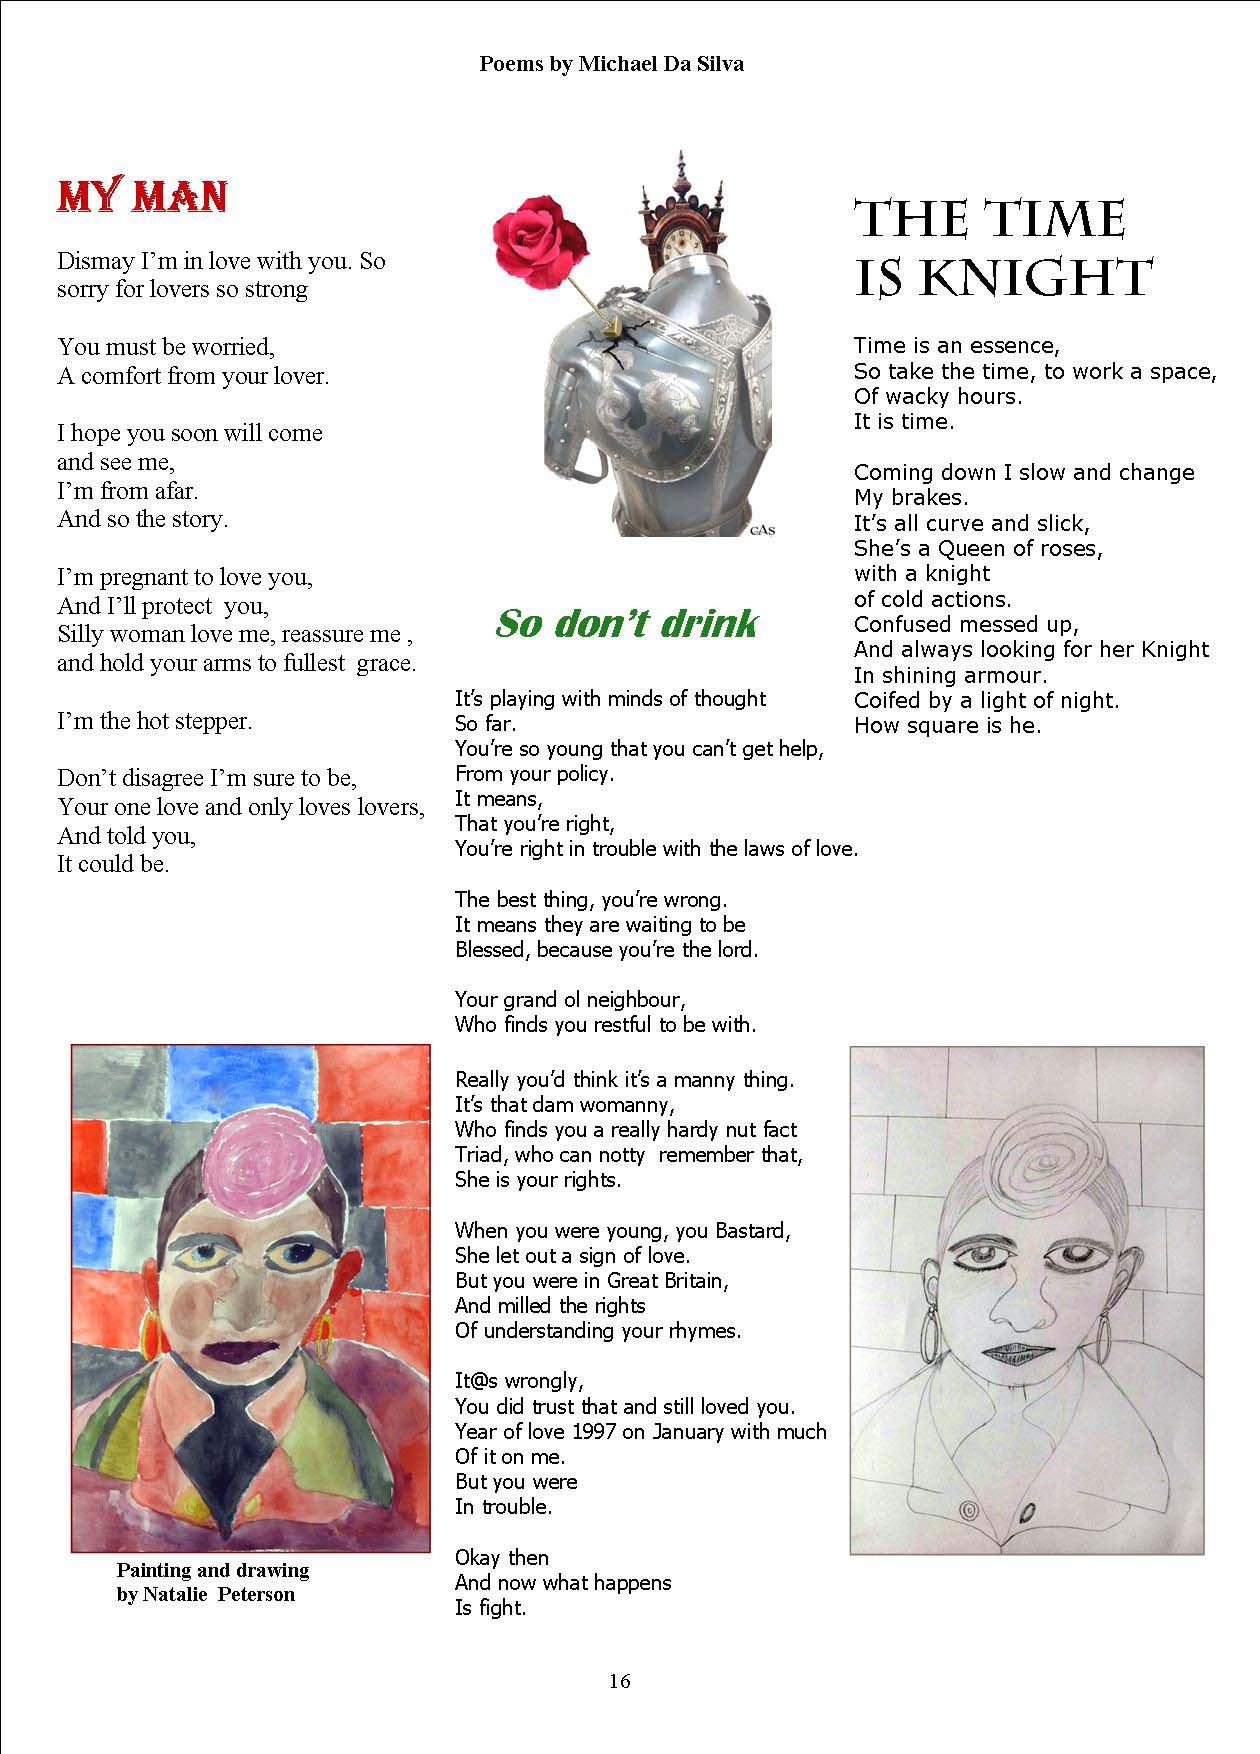 Poems by Michael Da Silva
MY MAN
Dismay I’m in love with you. So
sorry for lovers so strong
You must be worried,
A comfort from your lover.
I hope you soon will come
and see me,
I’m from afar.
And so the story.
I’m pregnant to love you,
And I’ll protect  you,
Silly woman love me, reassure me ,
and hold your arms to fullest  grace.
I’m the hot stepper.
Don’t disagree I’m sure to be,
Your one love and only loves lovers,
And told you,
It could be.
Painting and drawing
by Natalie  Peterson
CAS
So don’t drink
It’s playing with minds of thought
So far.
You’re so young that you can’t get help,
From your policy.
It means,
That you’re right,
You’re right in trouble with the laws of love.
The best thing, you’re wrong.
It means they are waiting to be
Blessed, because you’re the lord.
Your grand ol neighbour,
Who finds you restful to be with.
Really you’d think it’s a manny thing.
It’s that dam womanny,
Who finds you a really hardy nut fact
Triad, who can notty  remember that,
She is your rights.
When you were young, you Bastard,
She let out a sign of love.
But you were in Great Britain,
And milled the rights
Of understanding your rhymes.
It@s wrongly,
You did trust that and still loved you.
Year of love 1997 on January with much
Of it on me.
But you were
In trouble.
Okay then
And now what happens
Is fight.
THE TIME
IS KNIGHT
Time is an essence,
So take the time, to work a space,
Of wacky hours.
It is time.
Coming down I slow and change
My brakes.
It’s all curve and slick,
She’s a Queen of roses,
with a knight
of cold actions.
Confused messed up,
And always looking for her Knight
In shining armour.
Coifed by a light of night.
How square is he.
16